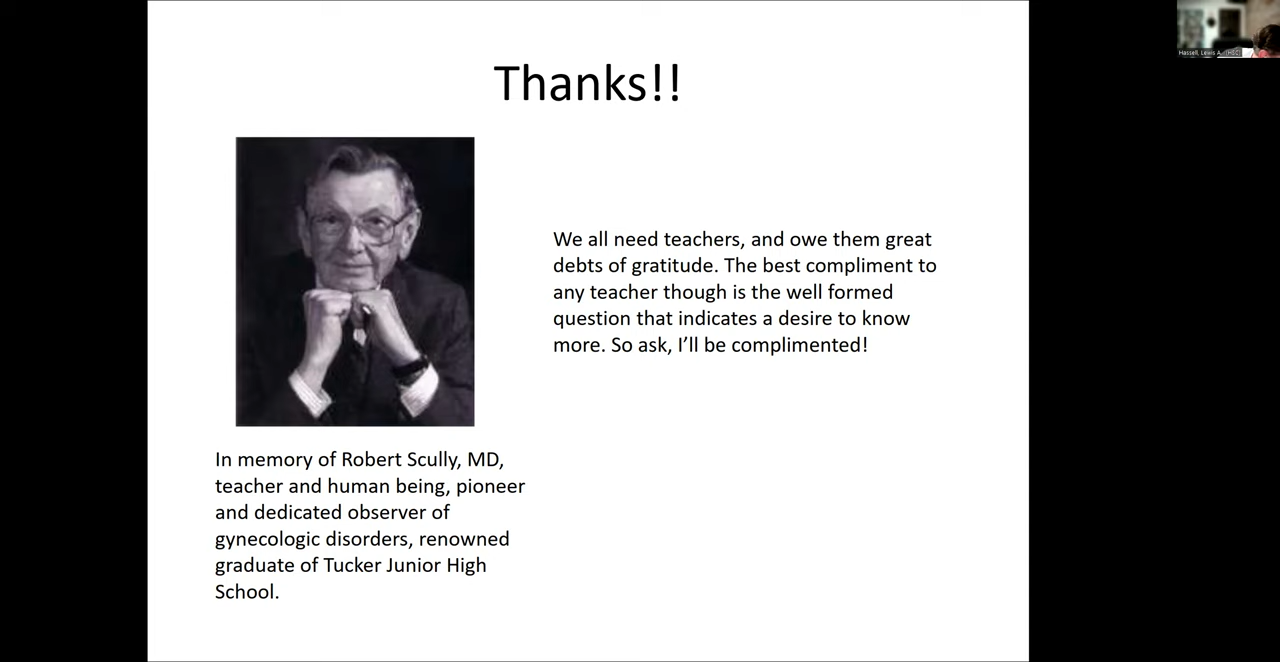 Thanks!!
We all need teachers, and owe them great
debts of gratitude. The best compliment to
any teacher though is the well formed
question that indicates a desire to know
more. So ask, I’ll be complimented!
In memory of Robert Scully, MD,
teacher and human being, pioneer
and dedicated observer of
gynecologic disorders, renowned
graduate of Tucker Junior High
School.
Hassell, Lewis A. (HSC)